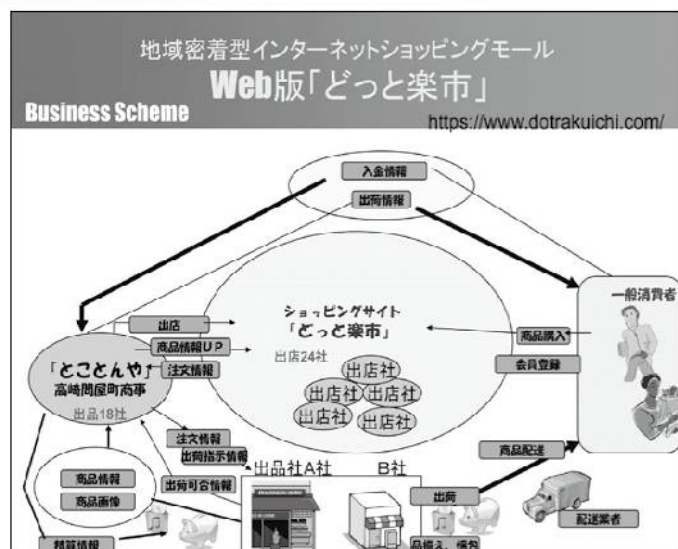 地域密着型インターネットショッピングモール
Web版「どっと楽市」
Business Scheme
https://www.dotrakuichi.com/
入金情報
出荷情報
一般消費者
ショッピングサイト
「どっと楽市」
出店24社
出店社
出店社
出店社
出店社
出店社
出店
商品情報UP
注文情報
「とことんや」
高崎問屋町商事
出品18社
商品購入
会員登録
注文情報
出荷指示情報
出荷可否情報
商品情報
商品画像
精算情報
出品社A社
B社
商品配送
出荷
品揃え、梱包
配送業者